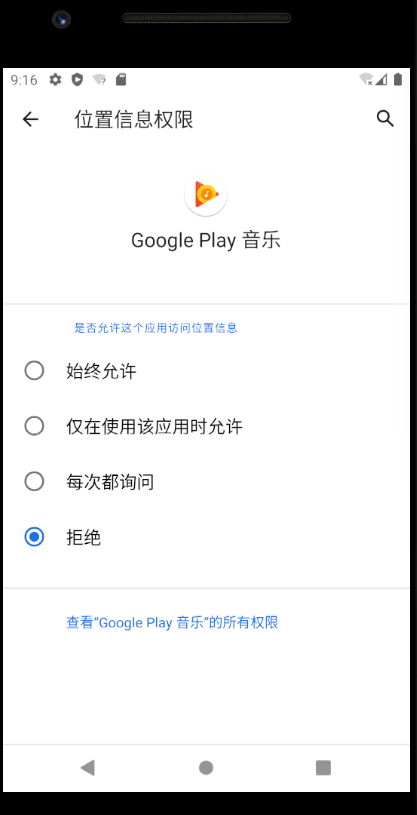 9:16
位置信息权限
Google Play 音乐
是否允许这个应用访问位置信息
始终允许
仅在使用该应用时允许
每次都询问
拒绝
查看“Google Play 音乐”的所有权限